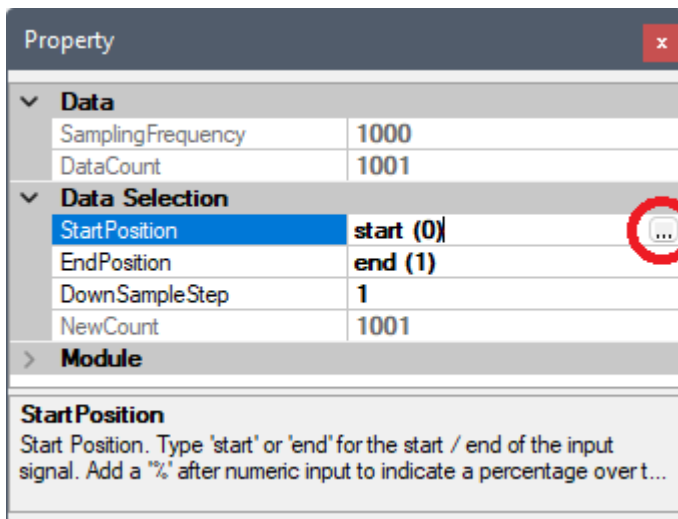 Property
x
Data
SamplingFrequency 1000
DataCount 1001
Data Selection
StartPosition start (0)
...
EndPosition end (1)
DownSampleStep 1
NewCount 1001
Module
StartPosition
Start Position. Type 'start' or 'end' for the start / end of the input
signal. Add a '%' after numeric input to indicate a percentage over t...